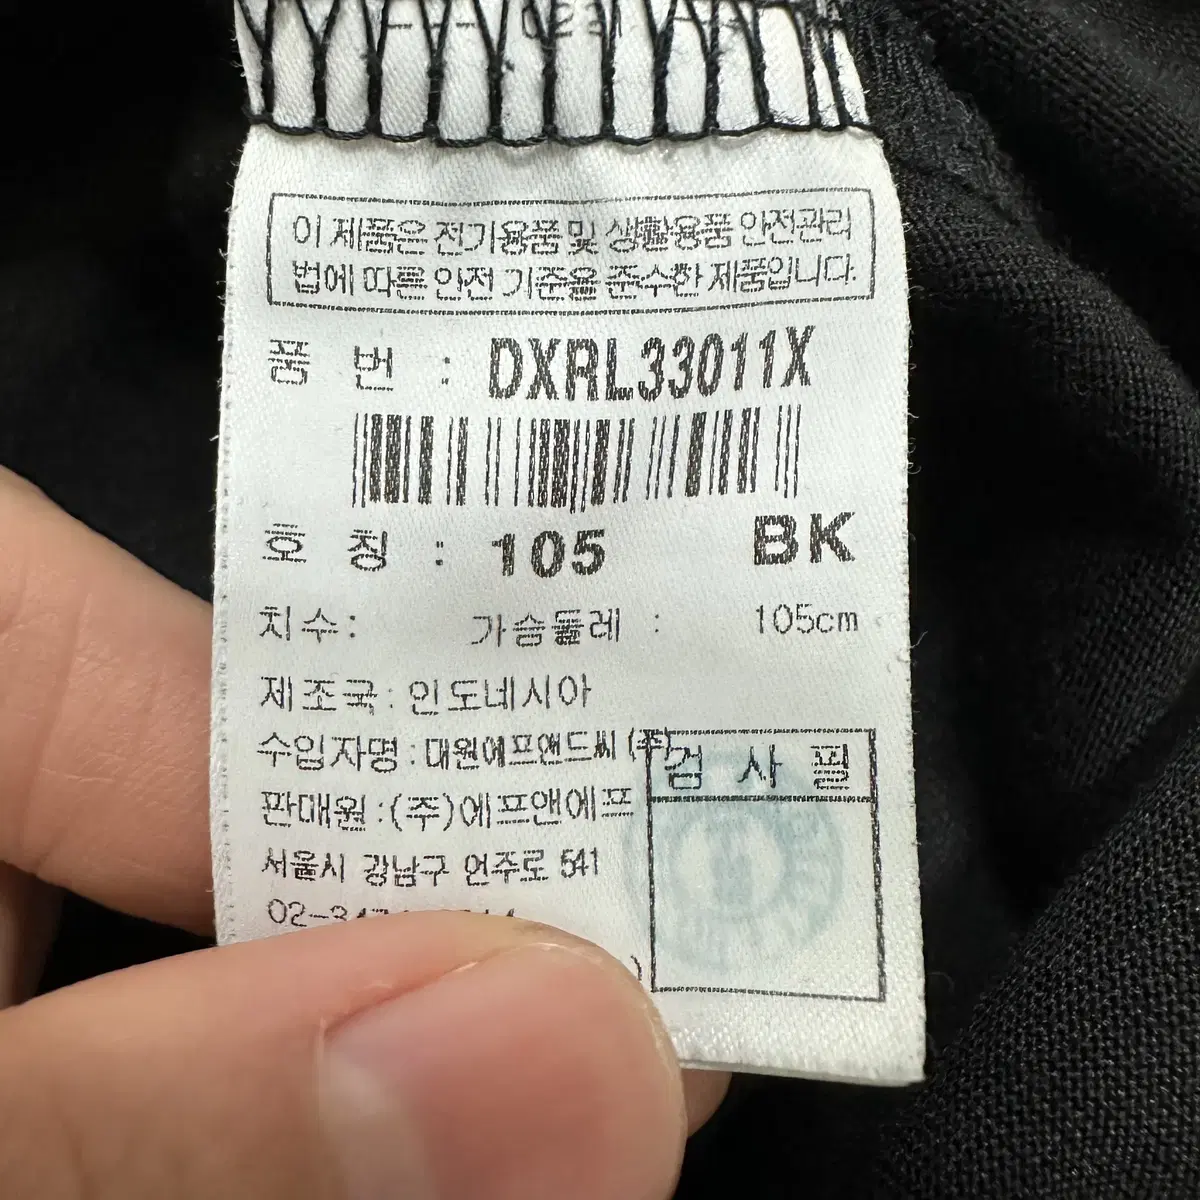 이 제품은 전기용품 및 생활용품 안전관리
법에 따른 안전 기준을 준수한 제품입니다.
품 번 : DXRL33011X
호 칭 : 105 BK
치수: 가슴둘레 : 105cm
제조국: 인도네시아
수입자명 : 대원에프앤드씨 (주)
검 사 필
판매원 :(주)에프앤에프
서울시 강남구 언주로 541